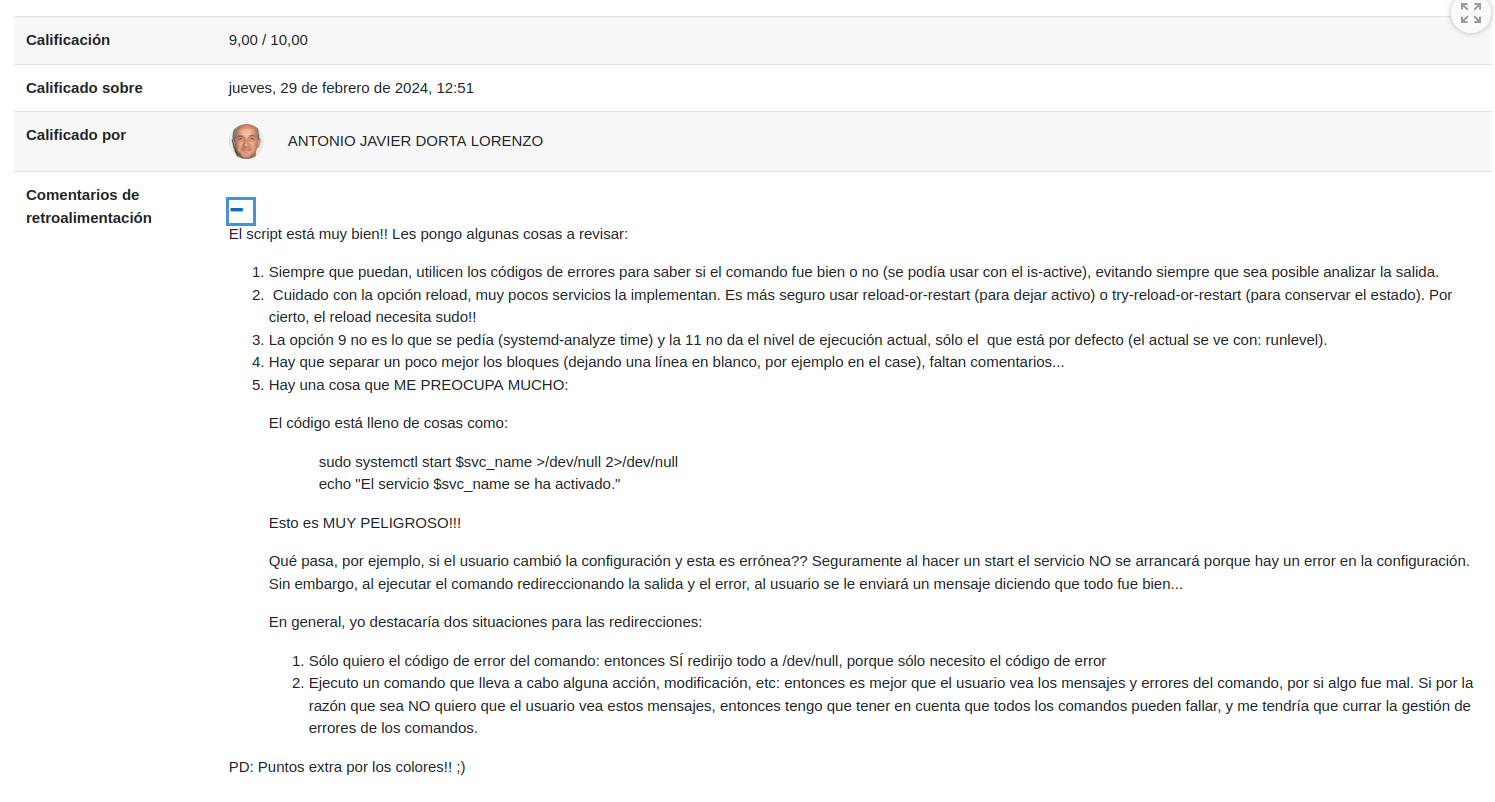 Calificación
9,00 / 10,00
Calificado sobre
jueves, 29 de febrero de 2024, 12:51
Calificado por
ANTONIO JAVIER DORTA LORENZO
Comentarios de
retroalimentación
El script está muy bien!! Les pongo algunas cosas a revisar:
1. Siempre que puedan, utilicen los códigos de errores para saber si el comando fue bien o no (se podía usar con el is-active), evitando siempre que sea posible analizar la salida.
2. Cuidado con la opción reload, muy pocos servicios la implementan. Es más seguro usar reload-or-restart (para dejar activo) o try-reload-or-restart (para conservar el estado). Por
cierto, el reload necesita sudo!!
3. La opción 9 no es lo que se pedía (systemd-analyze time) y la 11 no da el nivel de ejecución actual, sólo el que está por defecto (el actual se ve con: runlevel).
4. Hay que separar un poco mejor los bloques (dejando una línea en blanco, por ejemplo en el case), faltan comentarios...
5. Hay una cosa que ME PREOCUPA MUCHO:
El código está lleno de cosas como:
sudo systemctl start $svc_name >/dev/null 2>/dev/null
echo "El servicio $svc_name se ha activado."
Esto es MUY PELIGROSO!!!
Qué pasa, por ejemplo, si el usuario cambió la configuración y esta es errónea?? Seguramente al hacer un start el servicio NO se arrancará porque hay un error en la configuración.
Sin embargo, al ejecutar el comando redireccionando la salida y el error, al usuario se le enviará un mensaje diciendo que todo fue bien...
En general, yo destacaría dos situaciones para las redirecciones:
1. Sólo quiero el código de error del comando: entonces SÍ redirijo todo a /dev/null, porque sólo necesito el código de error
2. Ejecuto un comando que lleva a cabo alguna acción, modificación, etc: entonces es mejor que el usuario vea los mensajes y errores del comando, por si algo fue mal. Si por la
razón que sea NO quiero que el usuario vea estos mensajes, entonces tengo que tener en cuenta que todos los comandos pueden fallar, y me tendría que currar la gestión de
errores de los comandos.
PD: Puntos extra por los colores!! ;)